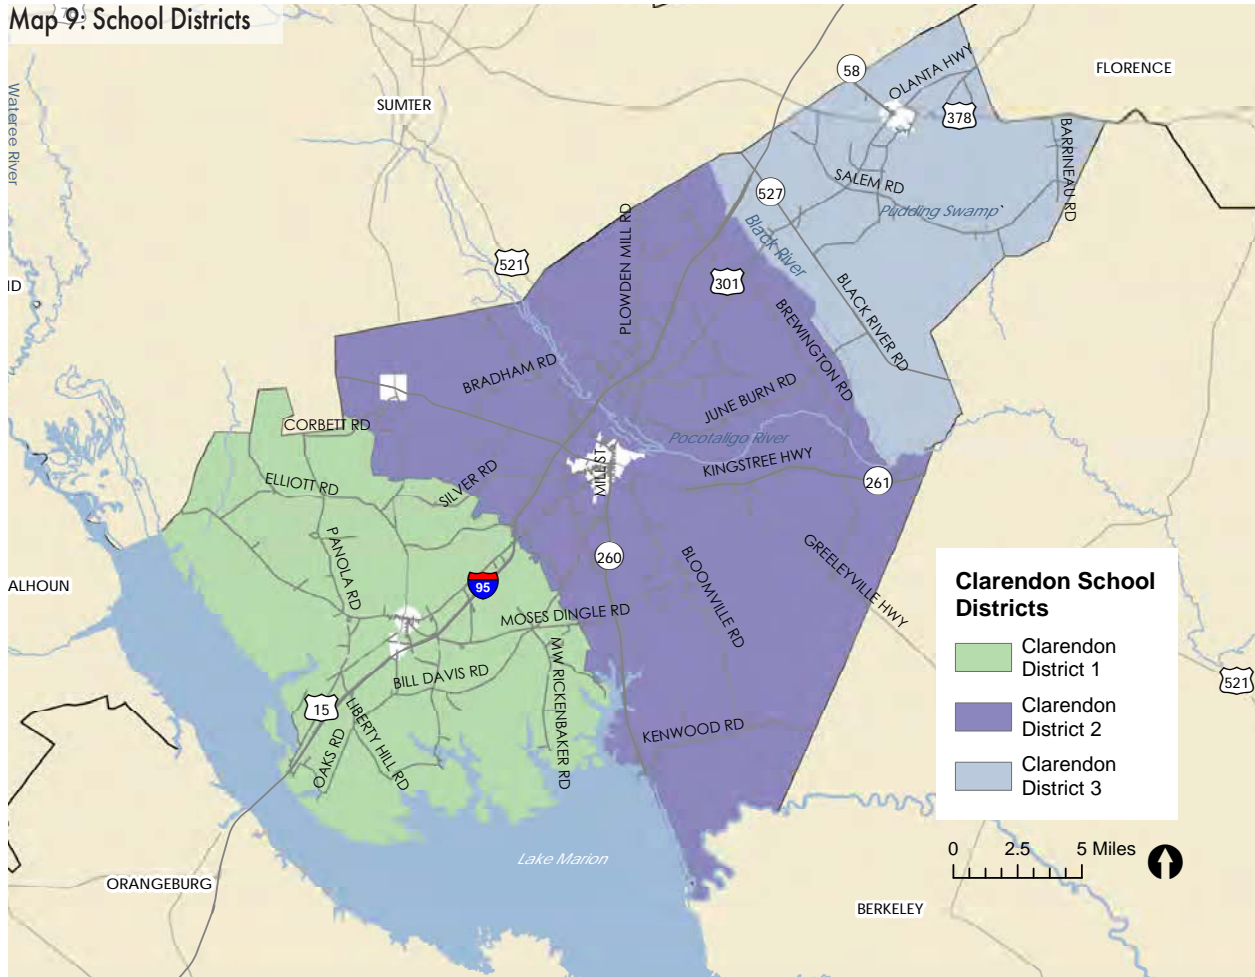 Map 9: School Districts
58
OLANTA HWY
FLORENCE
Wateree River
SUMTER
378
BARRINEAU RD
SALEM RD
527
Pudding Swamp`
Black River
PLOWDEN MILL RD
521
301
ID
BLACK RIVER RD
BREWINGTON RD
BRADHAM RD
JUNE BURN RD
CORBETT RD
Pocotaligo River
MILL ST
KINGSTREE HWY
SILVER RD
ELLIOTT RD
261
PANOLA RD
260
BLOOMVILLE RD
GREELEYVILLE HWY
95
ALHOUN
MOSES DINGLE RD
MW RICKENBAKER RD
BILL DAVIS RD
15
LIBERTY HILL RD
OAKS RD
KENWOOD RD
521
Clarendon School
Districts
Clarendon
District 1
Clarendon
District 2
Clarendon
District 3
0 2.5 5 Miles
Lake Marion
ORANGEBURG
BERKELEY